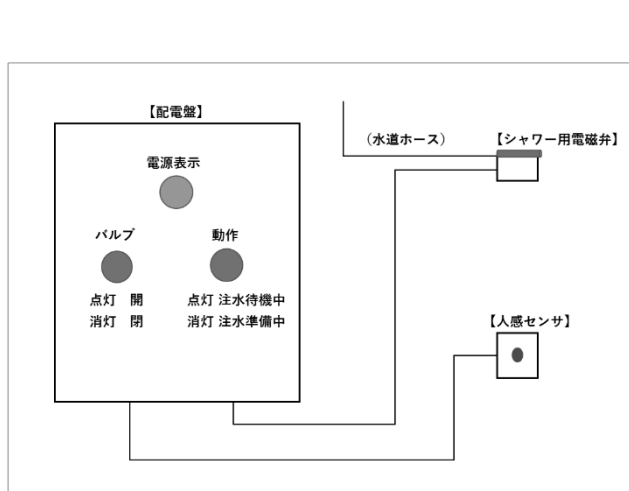 【配電盤】
電源表示
バルブ
動作
点灯 開
消灯 閉
点灯 注水待機中
消灯 注水準備中
（水道ホース）
【シャワー用電磁弁】
【人感センサ】